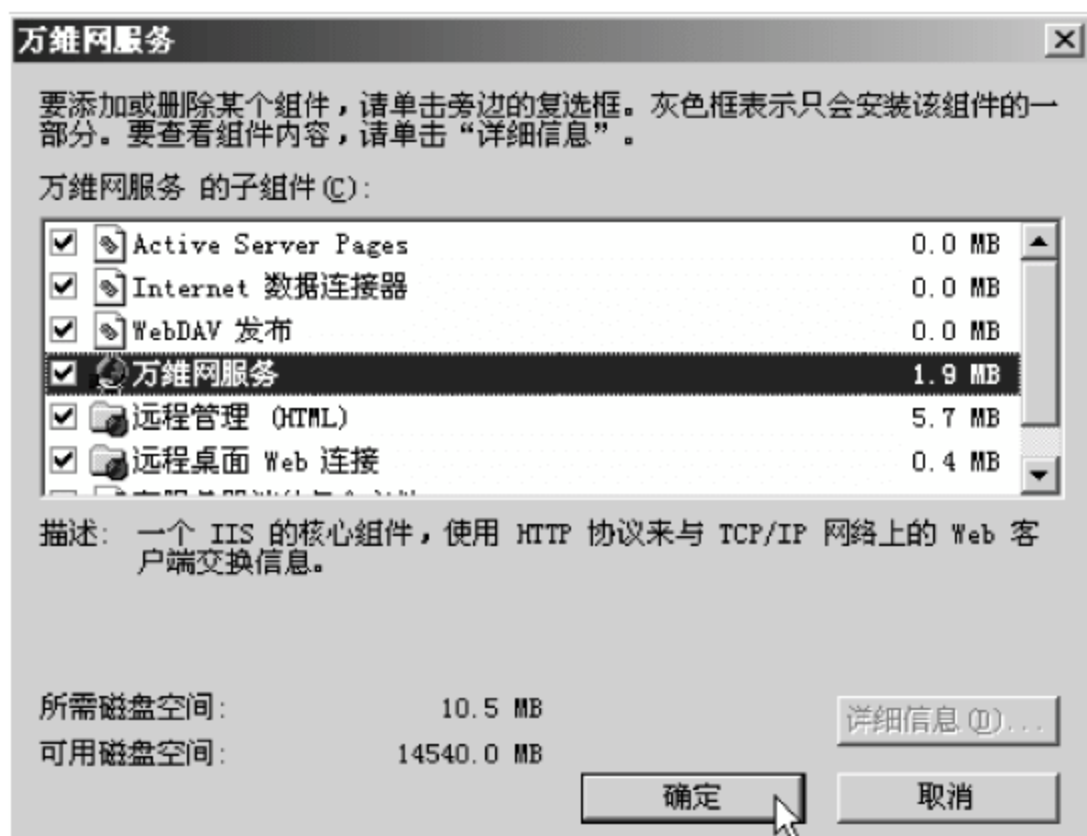 万维网服务
要添加或删除某个组件，请单击旁边的复选框。灰色框表示只会安装该组件的一
部分。要查看组件内容，请单击“详细信息”。
万维网服务 的子组件(C):
Active Server Pages 0.0 MB
Internet 数据连接器 0.0 MB
WebDAV 发布 0.0 MB
万维网服务 1.9 MB
远程管理 (HTML) 5.7 MB
远程桌面 Web 连接 0.4 MB
描述: 一个 IIS 的核心组件，使用 HTTP 协议来与 TCP/IP 网络上的 Web 客
户端交换信息。
所需磁盘空间: 10.5 MB
详细信息(D)...
可用磁盘空间: 14540.0 MB
确定 取消